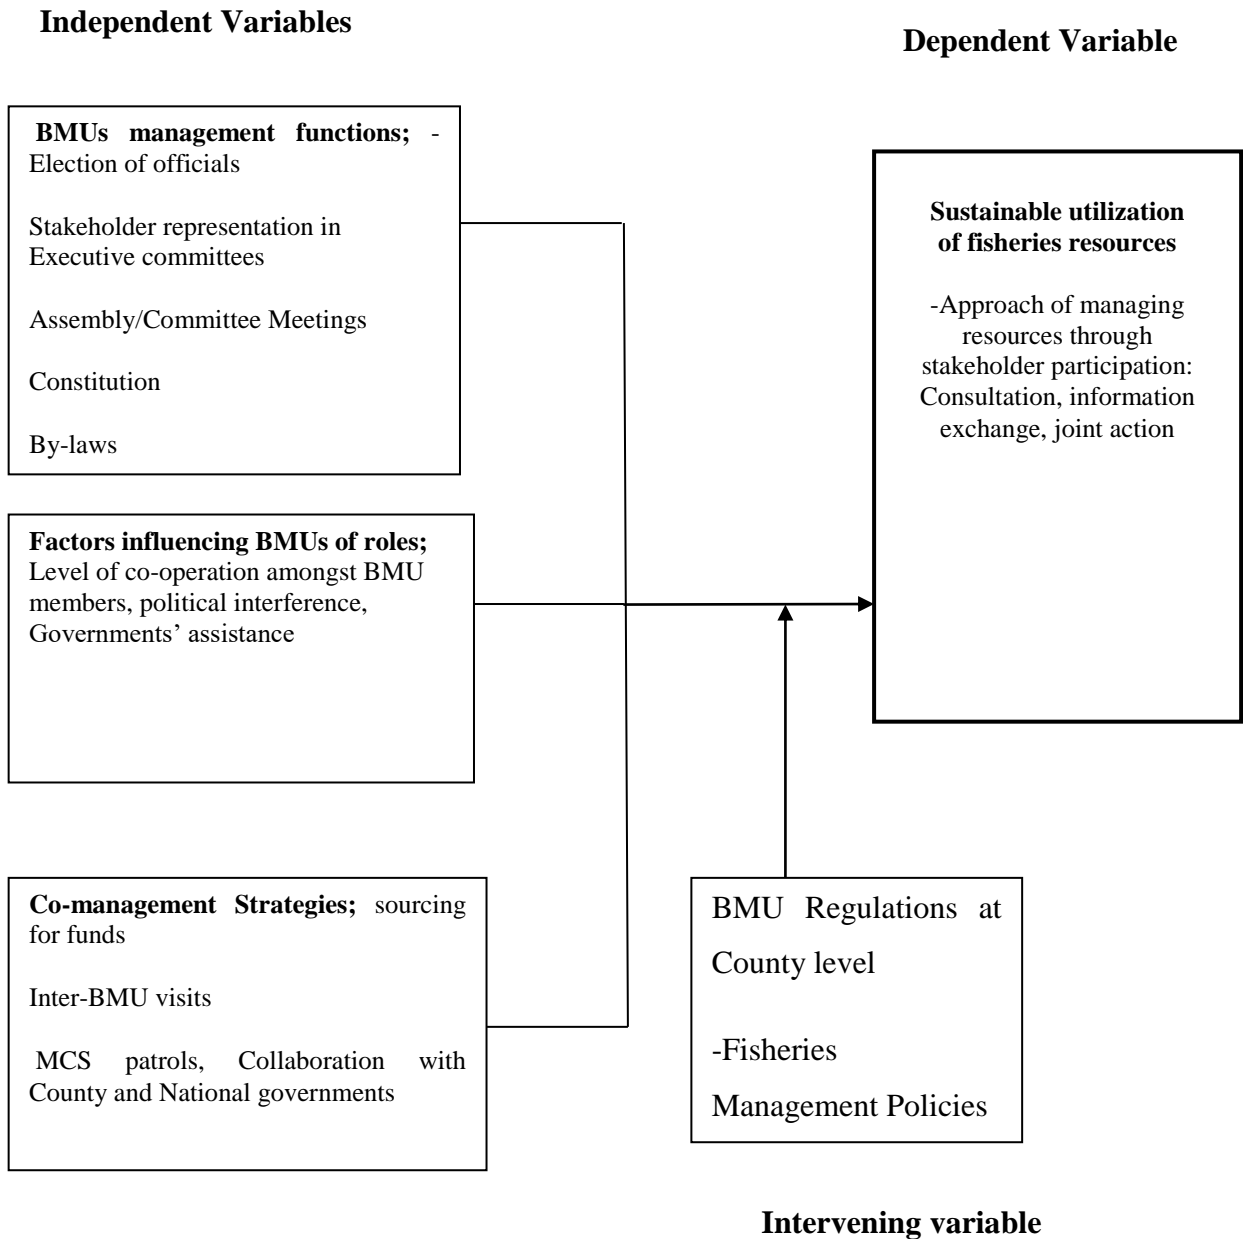 Independent Variables
Dependent Variable
BMUs management functions; -
Election of officials
Stakeholder representation in
Executive committees
Assembly/Committee Meetings
Constitution
By-laws
Sustainable utilization
of fisheries resources
-Approach of managing
resources through
stakeholder participation:
Consultation, information
exchange, joint action
Factors influencing BMUs of roles;
Level of co-operation amongst BMU
members, political interference,
Governments’ assistance
Co-management Strategies; sourcing
for funds
Inter-BMU visits
MCS patrols, Collaboration with
County and National governments
BMU Regulations at
County level
-Fisheries
Management Policies
Intervening variable